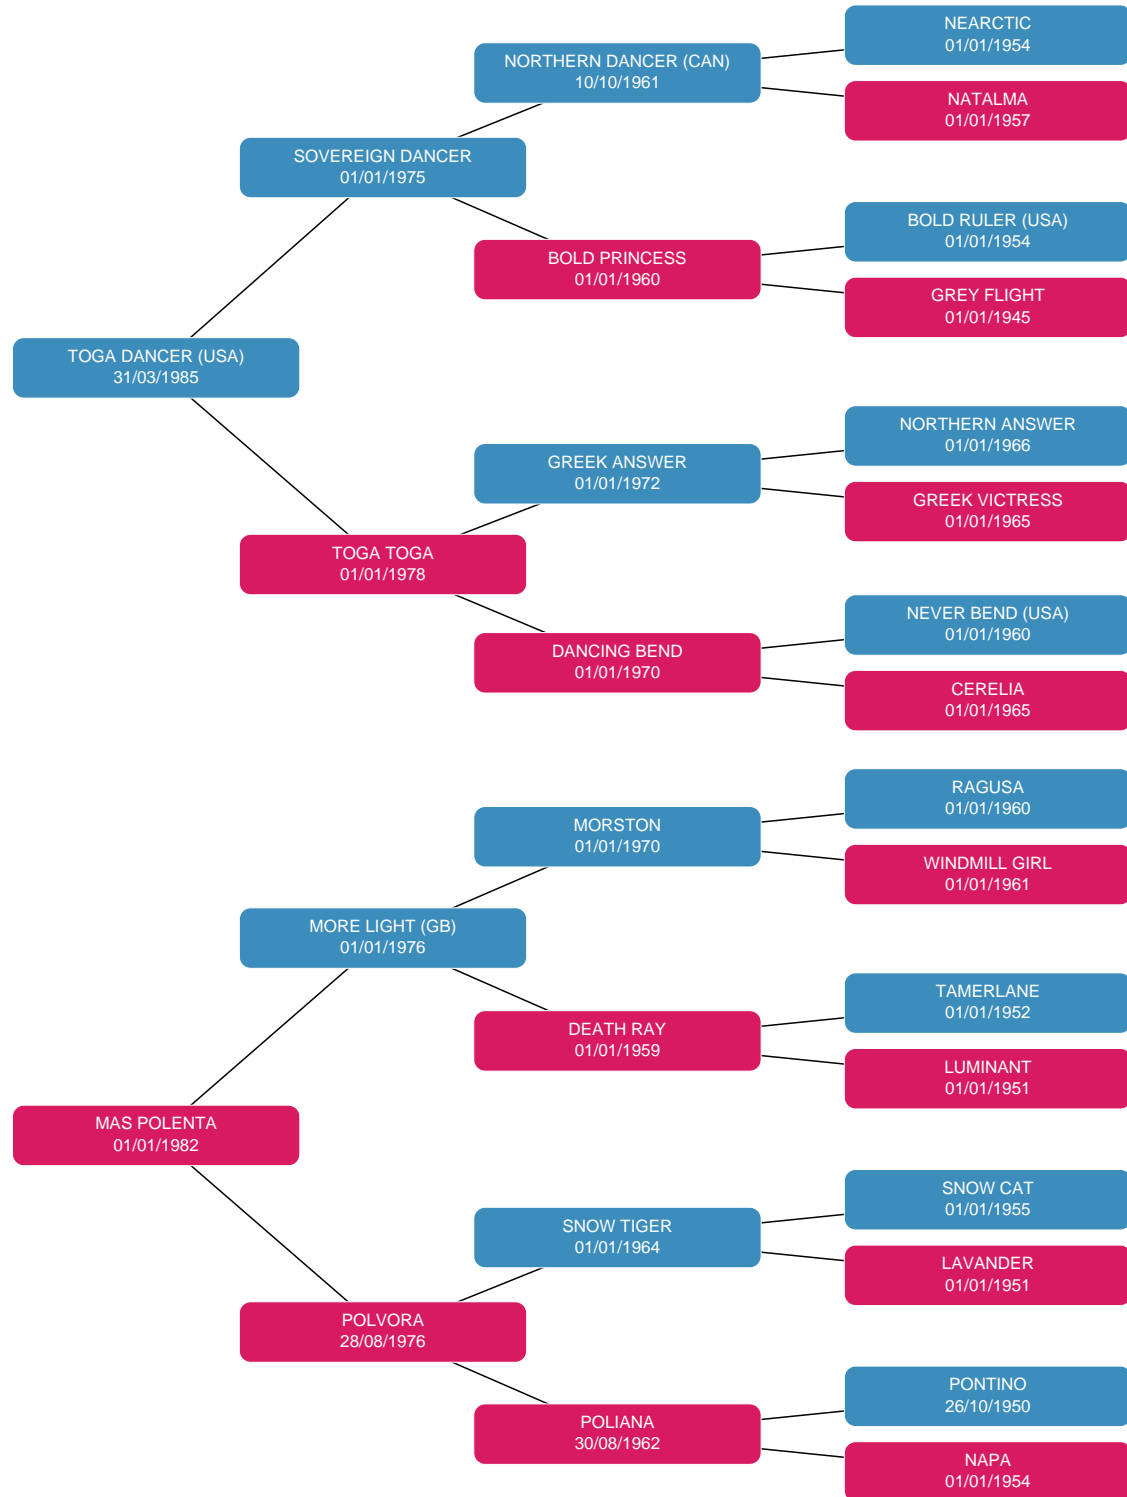 NEARCTIC
01/01/1954
NORTHERN DANCER (CAN)
10/10/1961
NATALMA
01/01/1957
SOVEREIGN DANCER
01/01/1975
BOLD RULER (USA)
01/01/1954
BOLD PRINCESS
01/01/1960
GREY FLIGHT
01/01/1945
TOGA DANCER (USA)
31/03/1985
NORTHERN ANSWER
01/01/1966
GREEK ANSWER
01/01/1972
GREEK VICTRESS
01/01/1965
TOGA TOGA
01/01/1978
NEVER BEND (USA)
01/01/1960
DANCING BEND
01/01/1970
CERELIA
01/01/1965
RAGUSA
01/01/1960
MORSTON
01/01/1970
WINDMILL GIRL
01/01/1961
MORE LIGHT (GB)
01/01/1976
TAMERLANE
01/01/1952
DEATH RAY
01/01/1959
LUMINANT
01/01/1951
MAS POLENTA
01/01/1982
SNOW CAT
01/01/1955
SNOW TIGER
01/01/1964
LAVANDER
01/01/1951
POLVORA
28/08/1976
PONTINO
26/10/1950
POLIANA
30/08/1962
NAPA
01/01/1954